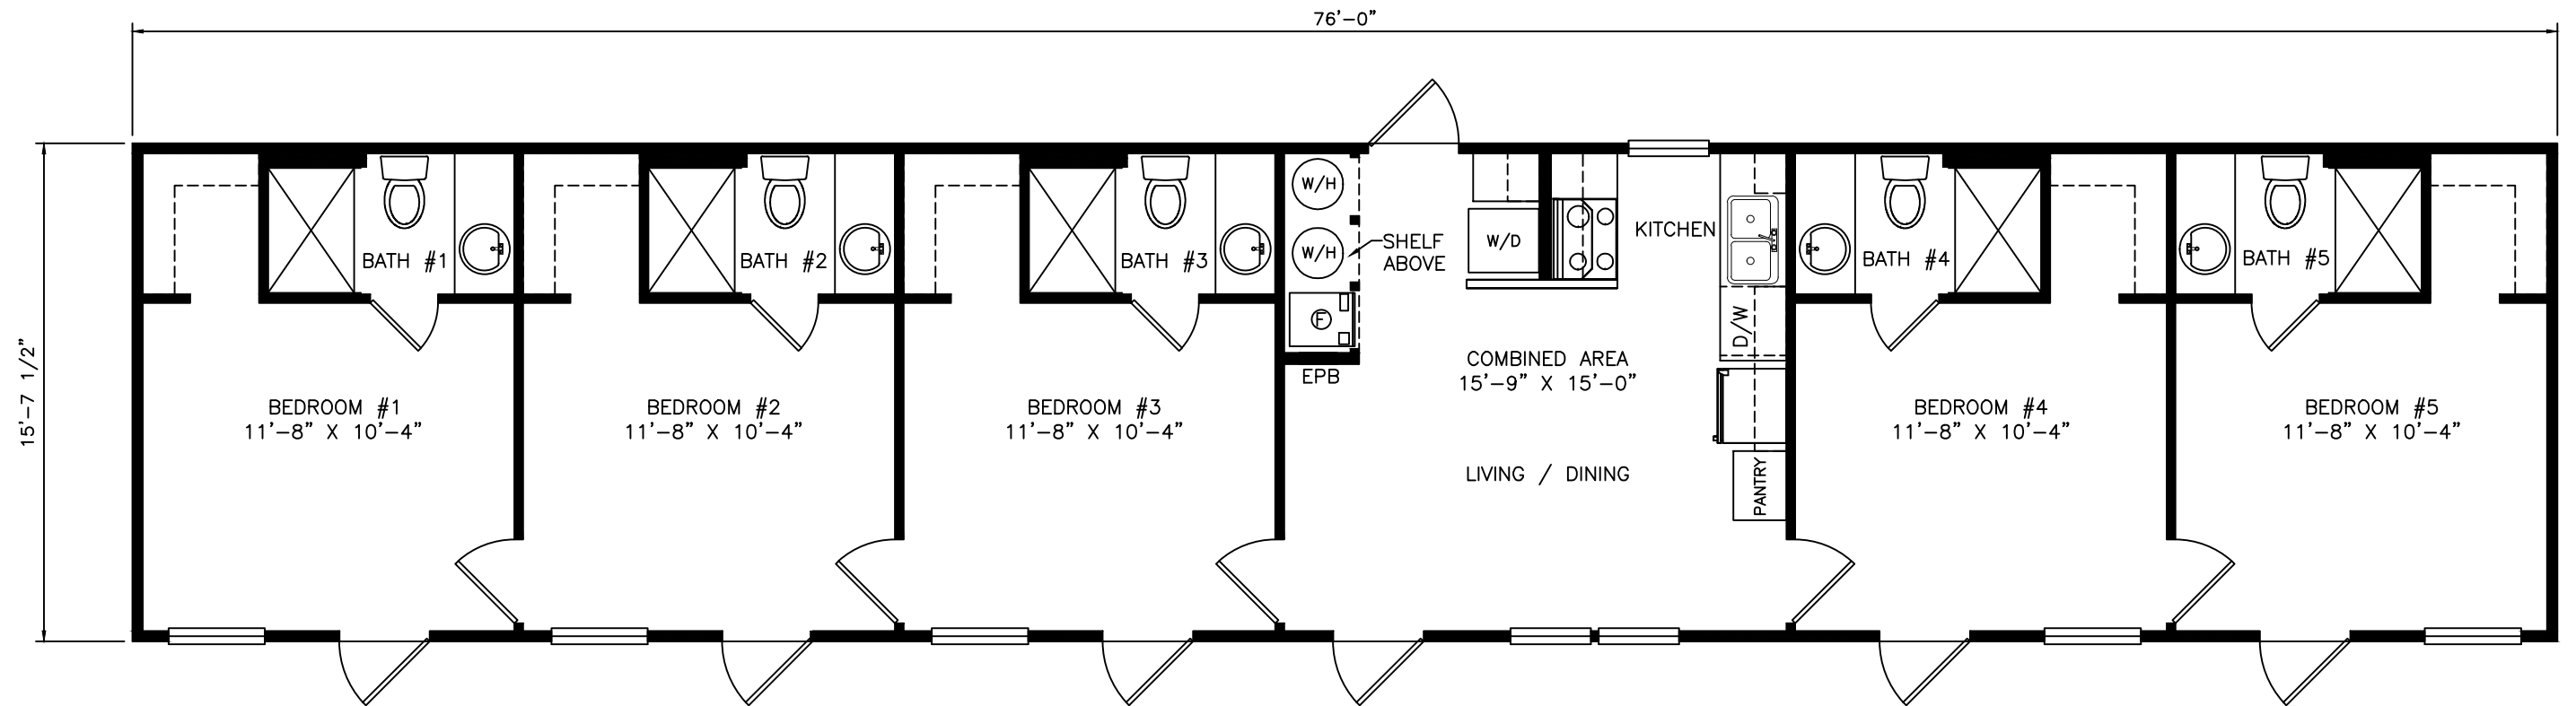 76'-0"
15'-7 1/2"
W/H
W/H
SHELF
ABOVE
W/D
KITCHEN
BATH #1
BATH #2
BATH #3
BATH #4
BATH #5
F
EPB
D/W
COMBINED AREA
15'-9" X 15'-0"
BEDROOM #1
11'-8" X 10'-4"
BEDROOM #2
11'-8" X 10'-4"
BEDROOM #3
11'-8" X 10'-4"
BEDROOM #4
11'-8" X 10'-4"
BEDROOM #5
11'-8" X 10'-4"
LIVING / DINING
PANTRY